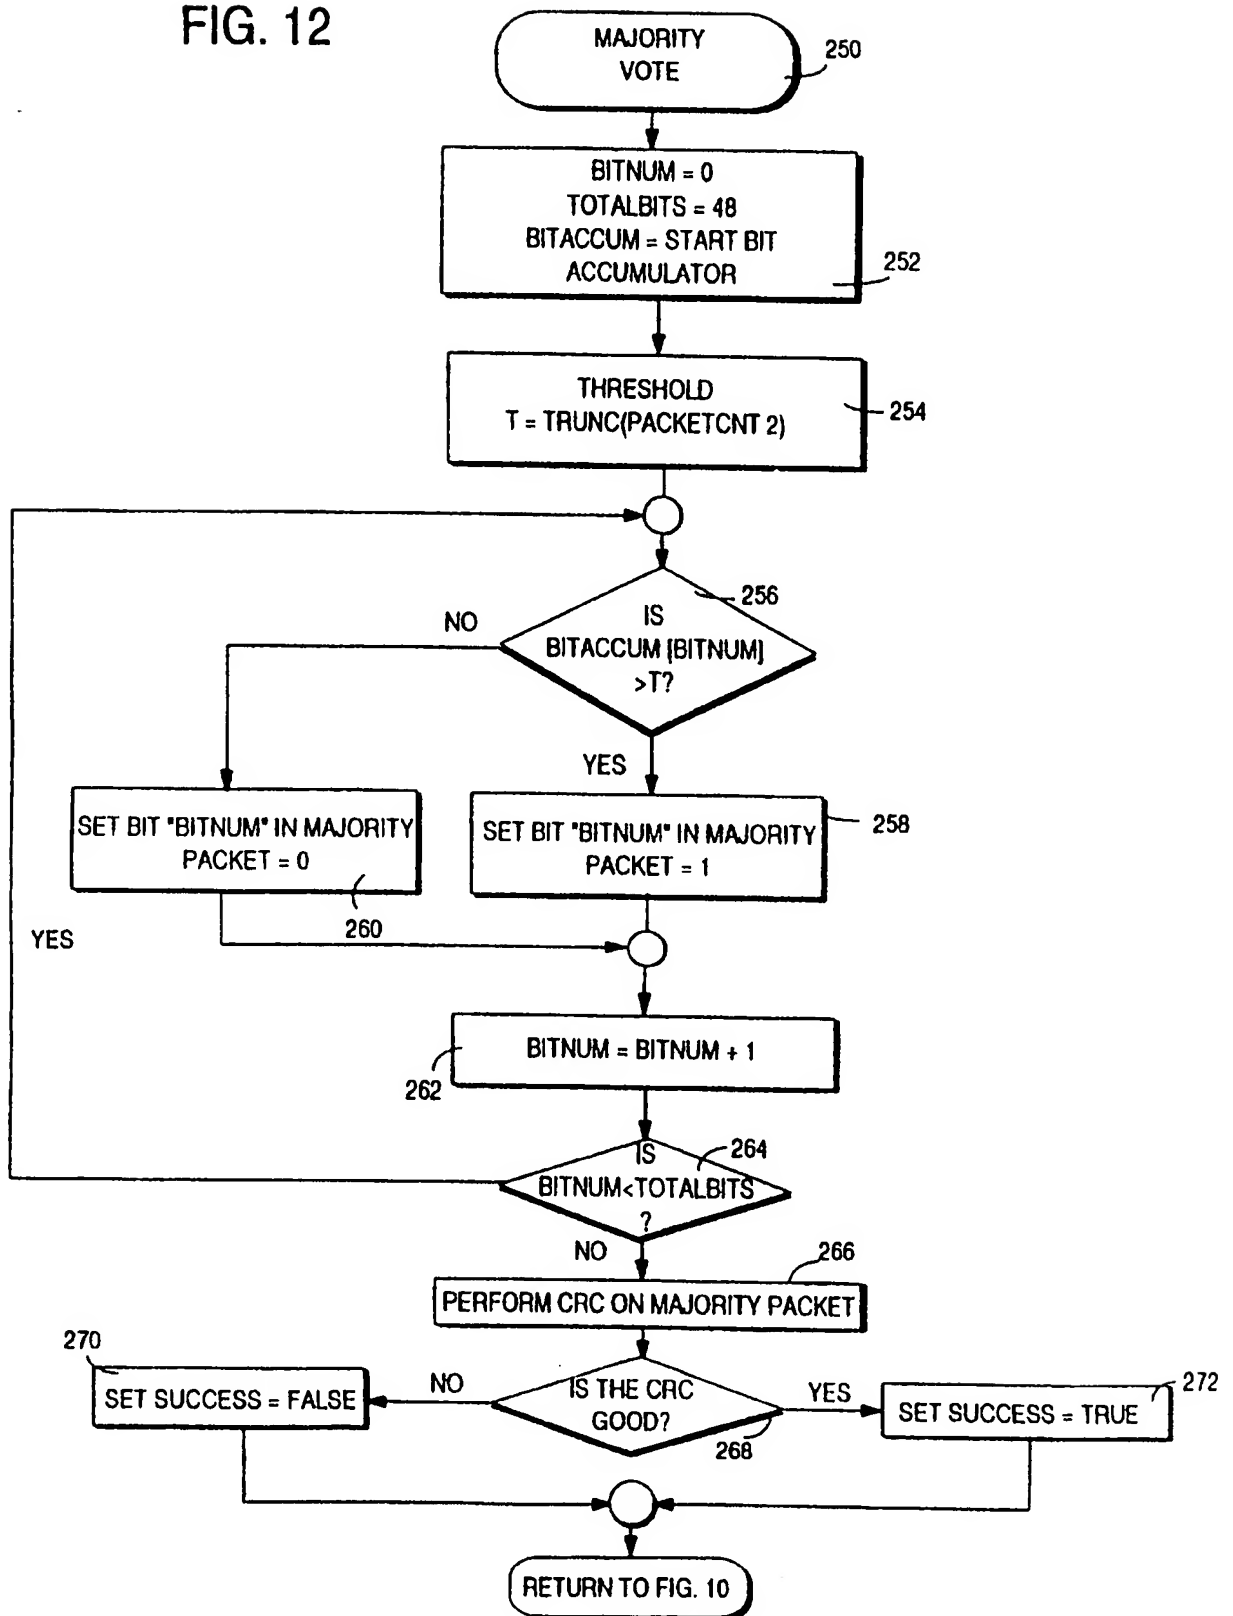 FIG. 12
MAJORITY
VOTE
250
BITNUM = 0
TOTALBITS = 48
BITACCUM = START BIT
ACCUMULATOR
252
THRESHOLD
T = TRUNC(PACKETCNT 2)
254
256
IS
BITACCUM [BITNUM]
>T?
NO
YES
SET BIT "BITNUM" IN MAJORITY
PACKET = 0
260
SET BIT "BITNUM" IN MAJORITY
PACKET = 1
258
YES
BITNUM = BITNUM + 1
262
IS
BITNUM<TOTALBITS
?
264
NO
266
PERFORM CRC ON MAJORITY PACKET
270
SET SUCCESS = FALSE
NO
IS THE CRC
GOOD?
268
YES
SET SUCCESS = TRUE
272
RETURN TO FIG. 10